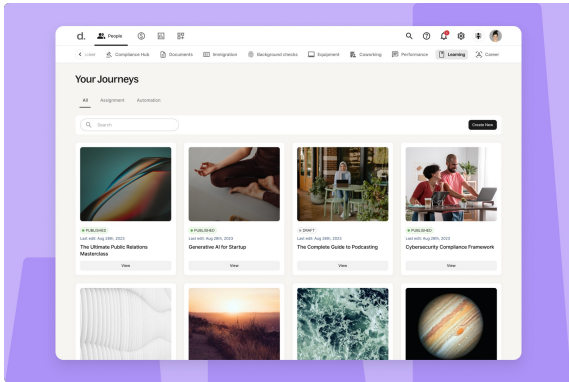 d.
People
Compliance Hub
Documents
Immigration
Background checks
Equipment
Coworking
Performance
Learning
Career
Your Journeys
All
Assignment
Automation
Search
Create New
PUBLISHED
Last edit: Aug 28th, 2023
The Ultimate Public Relations
Masterclass
View
PUBLISHED
Last edit: Aug 28th, 2023
Generative AI for Startup
View
DRAFT
Last edit: Aug 28th, 2023
The Complete Guide to Podcasting
View
PUBLISHED
Last edit: Aug 28th, 2023
Cybersecurity Compliance Framework
View